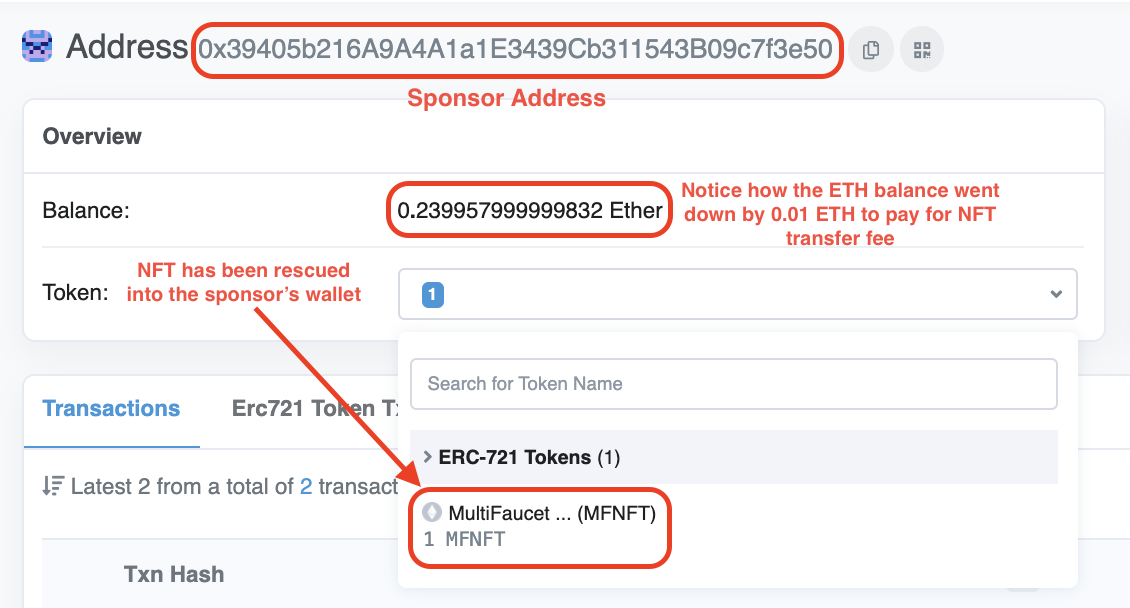 Address 0x39405b216A9A4A1a1E3439Cb311543B09c7f3e50
Sponsor Address
Overview
Balance:
0.239957999999832 Ether
Notice how the ETH balance went
down by 0.01 ETH to pay for NFT
transfer fee
NFT has been rescued
into the sponsor's wallet
Token:
1
Search for Token Name
Transactions
Erc721 Token T
ERC-721 Tokens (1)
Latest 2 from a total of 2 transact
MultiFaucet ... (MFNFT)
1 MFNFT
Txn Hash